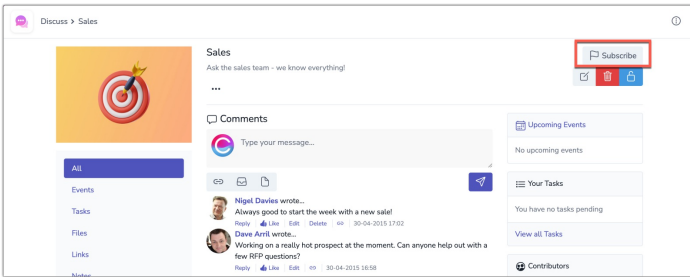 Discuss > Sales
Sales
Subscribe
Ask the sales team - we know everything!
...
Comments
Type your message...
All
Events
Tasks
Files
Links
Notes
Nigel Davies wrote...
Always good to start the week with a new sale!
Reply Like Edit Delete 30-04-2015 17:02
Dave Arril wrote...
Working on a really hot prospect at the moment. Can anyone help out with a
few RFP questions?
Reply Like Edit 30-04-2015 16:58
Upcoming Events
No upcoming events
Your Tasks
You have no tasks pending
View all Tasks
Contributors